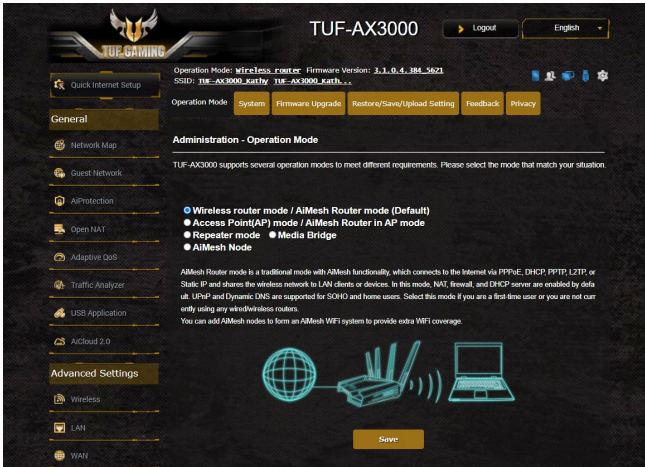 TUF GAMING
TUF-AX3000
Logout
English
Quick Internet Setup
Operation Mode: Wireless router Firmware Version: 3.1.0.4.384_5621
SSID: TUF-AX3000_Kathy TUF-AX3000_Kath...
Operation Mode
System
Firmware Upgrade
Restore/Save/Upload Setting
Feedback
Privacy
General
Network Map
Guest Network
AiProtection
Open NAT
Adaptive QoS
Traffic Analyzer
USB Application
AiCloud 2.0
Advanced Settings
Wireless
LAN
WAN
Administration - Operation Mode
TUF-AX3000 supports several operation modes to meet different requirements. Please select the mode that match your situation.
Wireless router mode / AiMesh Router mode (Default)
Access Point(AP) mode / AiMesh Router in AP mode
Repeater mode Media Bridge
AiMesh Node
AiMesh Router mode is a traditional mode with AiMesh functionality, which connects to the Internet via PPPoE, DHCP, PPTP, L2TP, or
Static IP and shares the wireless network to LAN clients or devices. In this mode, NAT, firewall, and DHCP server are enabled by defa
ult. UPnP and Dynamic DNS are supported for SOHO and home users. Select this mode if you are a first-time user or you are not curr
ently using any wired/wireless routers.
You can add AiMesh nodes to form an AiMesh WiFi system to provide extra WiFi coverage.
Save